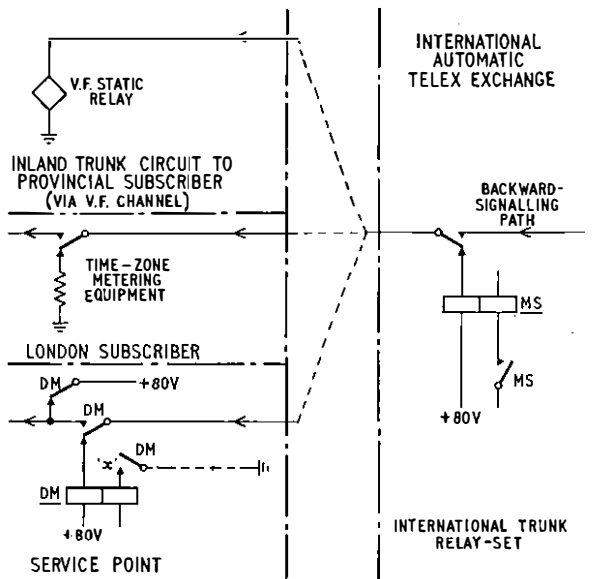 INTERNATIONAL
AUTOMATIC
TELEX EXCHANGE
V.F. STATIC
RELAY
INLAND TRUNK CIRCUIT TO
PROVINCIAL SUBSCRIBER
(VIA V.F. CHANNEL)
BACKWARD-
SIGNALLING
PATH
TIME-ZONE
METERING
EQUIPMENT
MS
LONDON SUBSCRIBER
DM
+80V
MS
DM
+80V
DM
'x'
DM
+80V
SERVICE POINT
INTERNATIONAL TRUNK
RELAY-SET